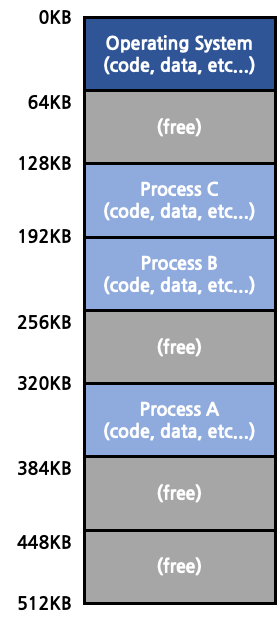 0KB
Operating System
(code, data, etc...)
64KB
(free)
128KB
Process C
(code, data, etc...)
192KB
Process B
(code, data, etc...)
256KB
(free)
320KB
Process A
(code, data, etc...)
384KB
(free)
448KB
(free)
512KB